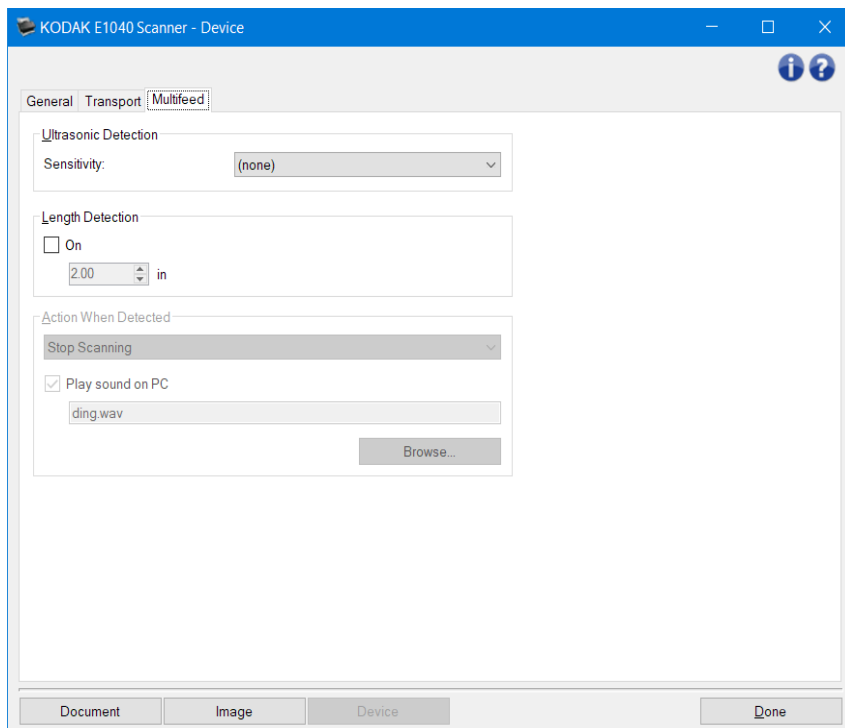 KODAK E1040 Scanner - Device
General Transport Multifeed
Ultrasonic Detection
Sensitivity: (none)
Length Detection
On
2.00 in
Action When Detected
Stop Scanning
Play sound on PC
ding.wav
Browse...
Document Image Device Done